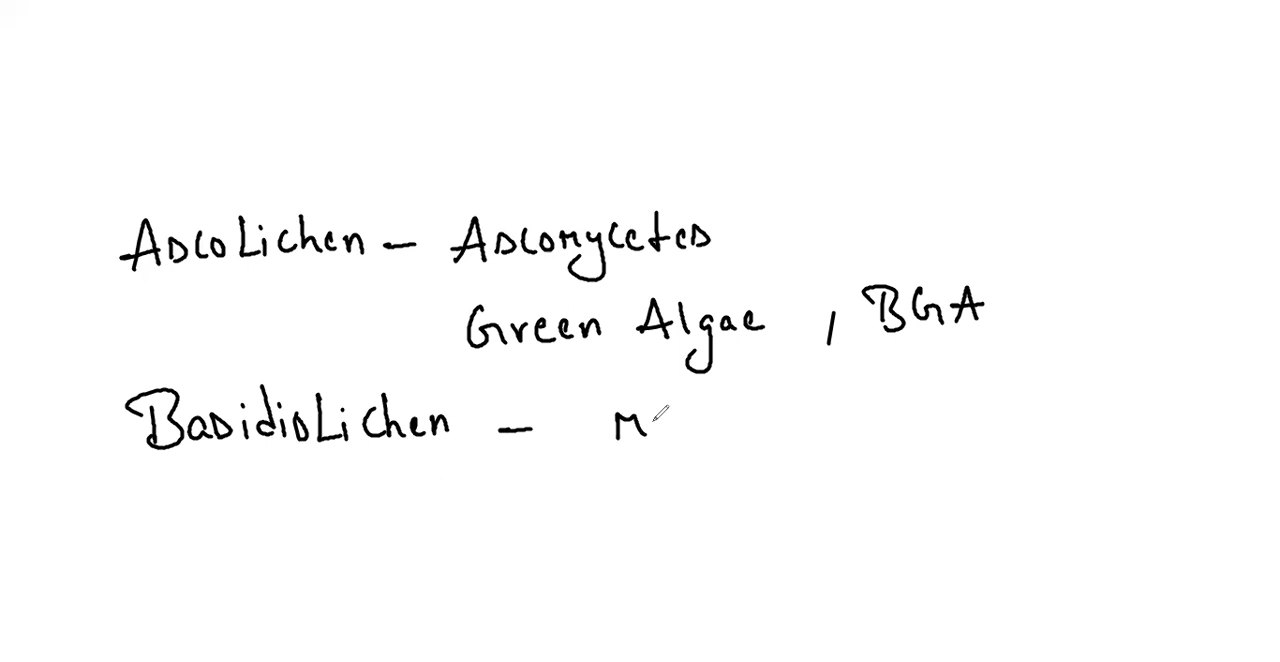 AscoLichen - Ascomycetes
Green Algae , BGA
BasidioLichen - M